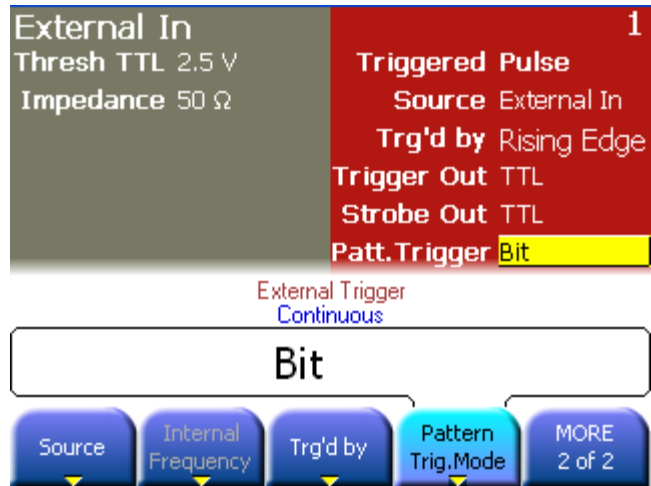 External In
Thresh TTL 2.5 V
Impedance 50 Ω
1
Triggered Pulse
Source External In
Trg'd by Rising Edge
Trigger Out TTL
Strobe Out TTL
Patt.Trigger Bit
External Trigger
Continuous
Bit
Source
Internal
Frequency
Trg'd by
Pattern
Trig.Mode
MORE
2 of 2